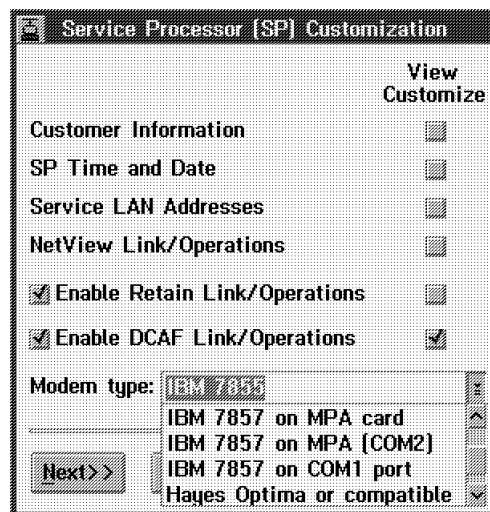 Service Processor (SP) Customization
View
Customize
Customer Information
SP Time and Date
Service LAN Addresses
NetView Link/Operations
Enable Retain Link/Operations
Enable DCAF Link/Operations
Modem type: IBM 7855
IBM 7857 on MPA card
IBM 7857 on MPA (COM2)
IBM 7857 on COM1 port
Hayes Optima or compatible
Next>>